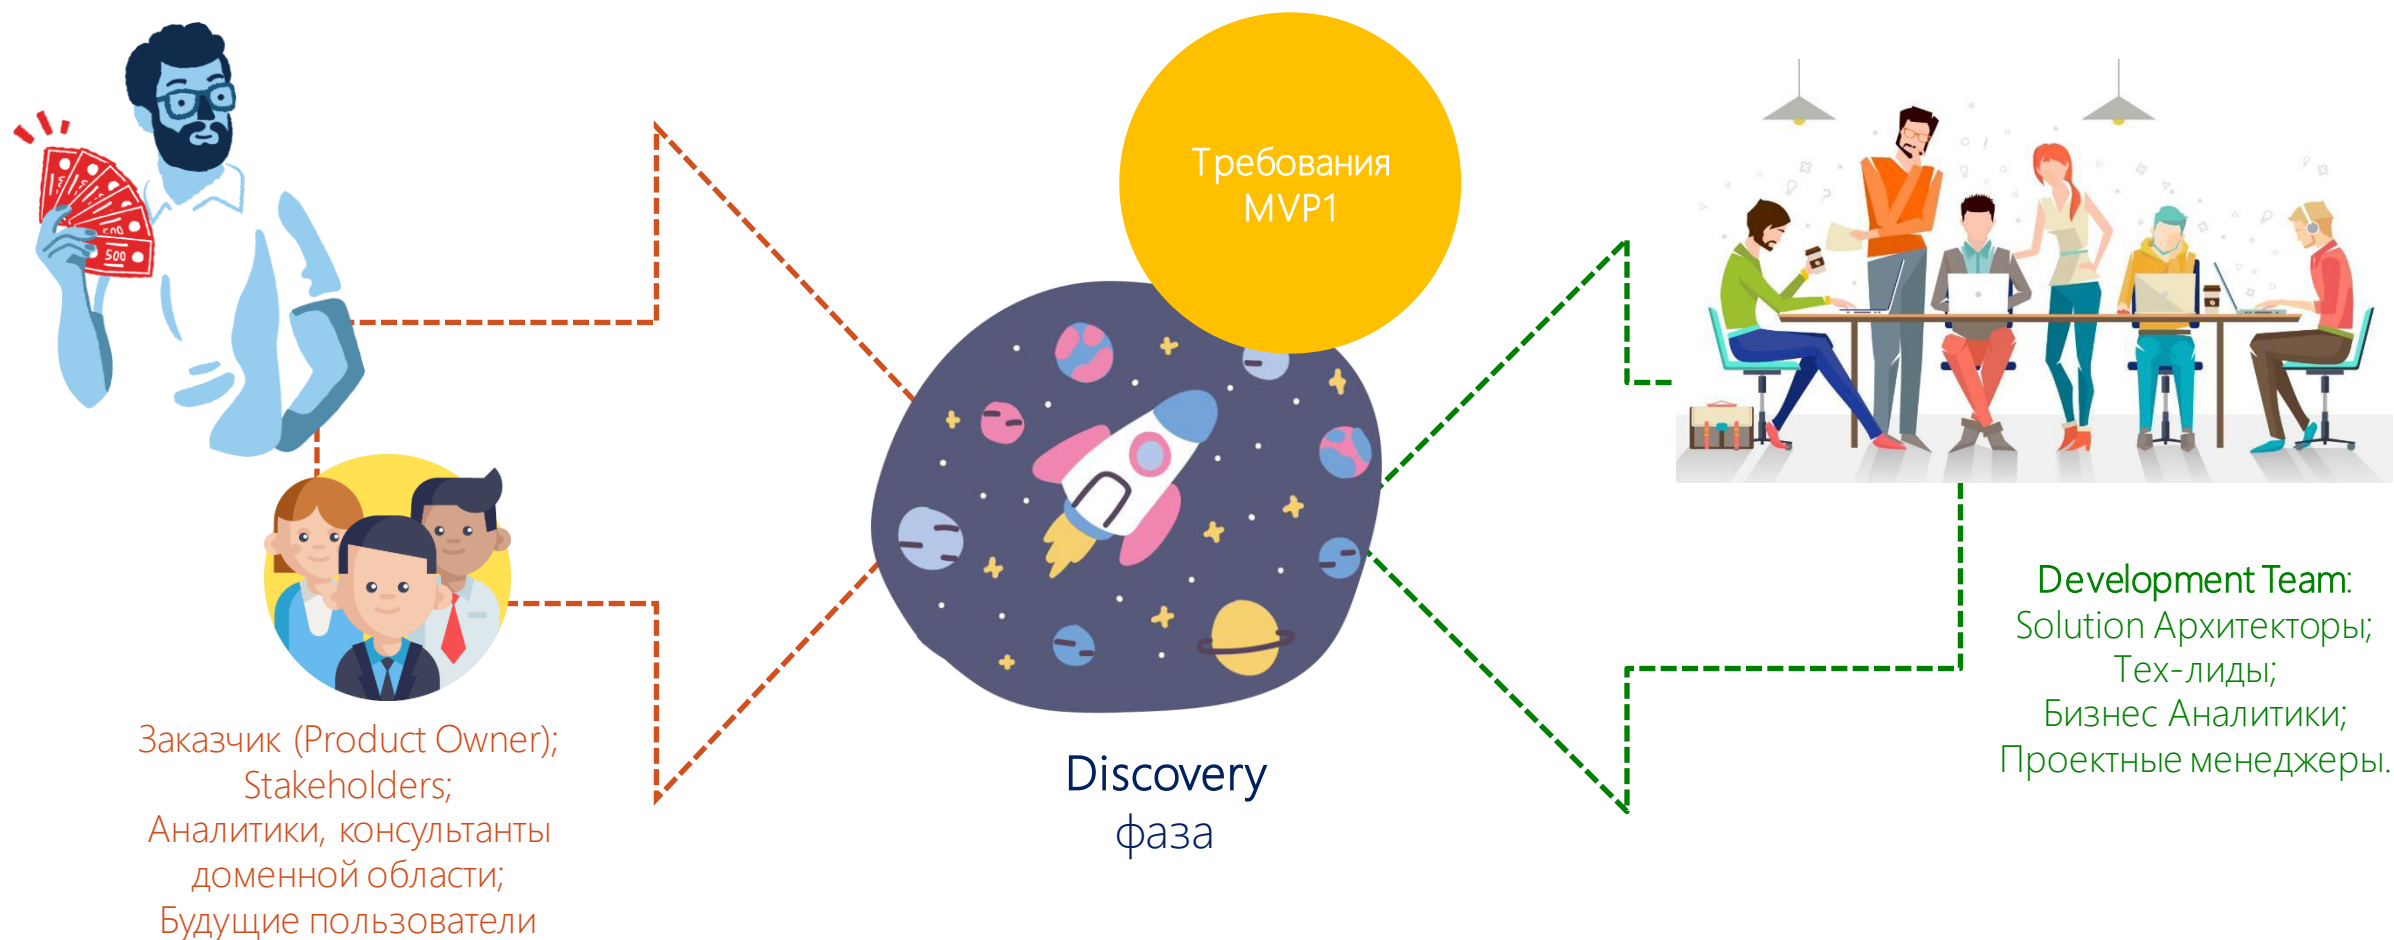 Требования
MVP1
500
Заказчик (Product Owner);
Stakeholders;
Аналитики, консультанты
доменной области;
Будущие пользователи
Discovery
фаза
Development Team:
Solution Архитекторы;
Тех-лиды;
Бизнес Аналитики;
Проектные менеджеры.